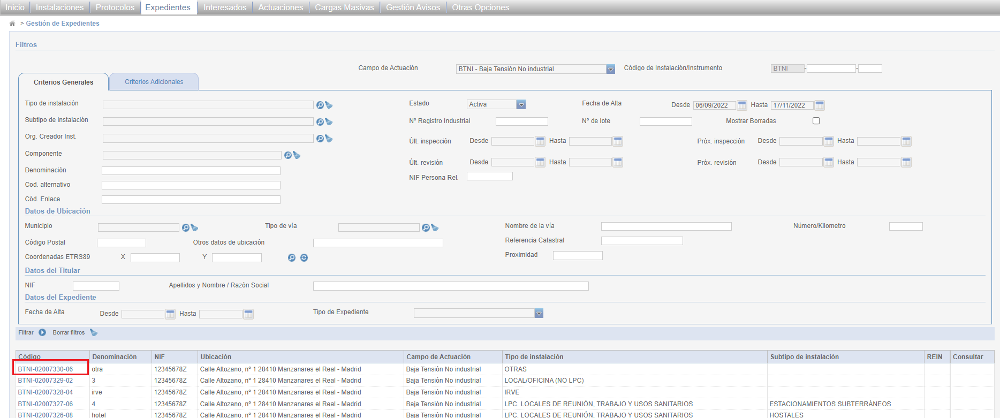 Inicio Instalaciones Protocolos Expedientes Interesados Actuaciones Cargas Masivas Gestión Avisos Otras Opciones
> Gestión de Expedientes
Filtros
Campo de Actuación BTNI - Baja Tensión No industrial Código de Instalación/Instrumento BTNI - -
Criterios Generales Criterios Adicionales
Tipo de instalación Estado Activa Fecha de Alta Desde 06/09/2022 Hasta 17/11/2022
Subtipo de instalación Nº Registro Industrial Nº de lote Mostrar Borradas
Org. Creador Inst. Últ. inspección Desde Hasta Próx. inspección Desde Hasta
Componente
Últ. revisión Desde Hasta Próx. revisión Desde Hasta
Denominación
NIF Persona Rel.
Cod. alternativo
Cód. Enlace
Datos de Ubicación
Municipio Tipo de vía Nombre de la vía Número/Kilometro
Código Postal Otros datos de ubicación Referencia Catastral
Coordenadas ETRS89 X Y Proximidad
Datos del Titular
NIF Apellidos y Nombre / Razón Social
Datos del Expediente
Fecha de Alta Desde Hasta Tipo de Expediente
Filtrar Borrar filtros
Código Denominación NIF Ubicación Campo de Actuación Tipo de instalación Subtipo de instalación REIN Consultar
BTNI-02007330-06 otra 12345678Z Calle Altozano, nº 1 28410 Manzanares el Real - Madrid Baja Tensión No industrial OTRAS
BTNI-02007329-02 3 12345678Z Calle Altozano, nº 1 28410 Manzanares el Real - Madrid Baja Tensión No industrial LOCAL/OFICINA (NO LPC)
BTNI-02007328-04 irve 12345678Z Calle Altozano, nº 1 28410 Manzanares el Real - Madrid Baja Tensión No industrial IRVE
BTNI-02007327-06 4 12345678Z Calle Altozano, nº 1 28410 Manzanares el Real - Madrid Baja Tensión No industrial LPC. LOCALES DE REUNIÓN, TRABAJO Y USOS SANITARIOS ESTACIONAMIENTOS SUBTERRÁNEOS
BTNI-02007326-08 hotel 12345678Z Calle Altozano, nº 1 28410 Manzanares el Real - Madrid Baja Tensión No industrial LPC. LOCALES DE REUNIÓN, TRABAJO Y USOS SANITARIOS HOSTALES